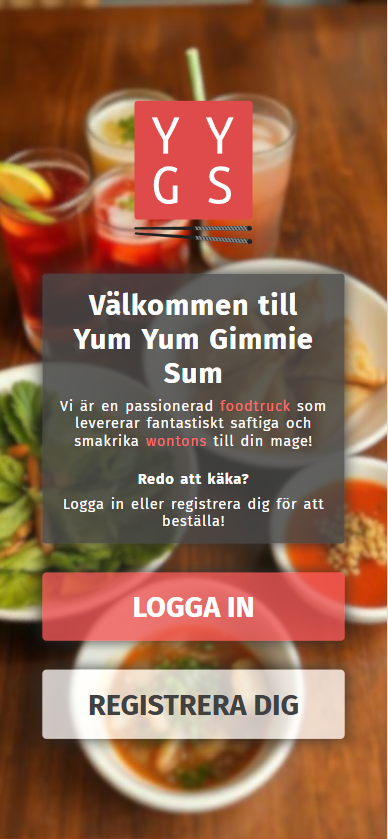 Y Y
G S
Välkommen till
Yum Yum Gimmie
Sum
Vi är en passionerad foodtruck som
levererar fantastiskt saftiga och
smakrika wontons till din mage!
Redo att käka?
Logga in eller registrera dig för att
beställa!
LOGGA IN
REGISTRERA DIG